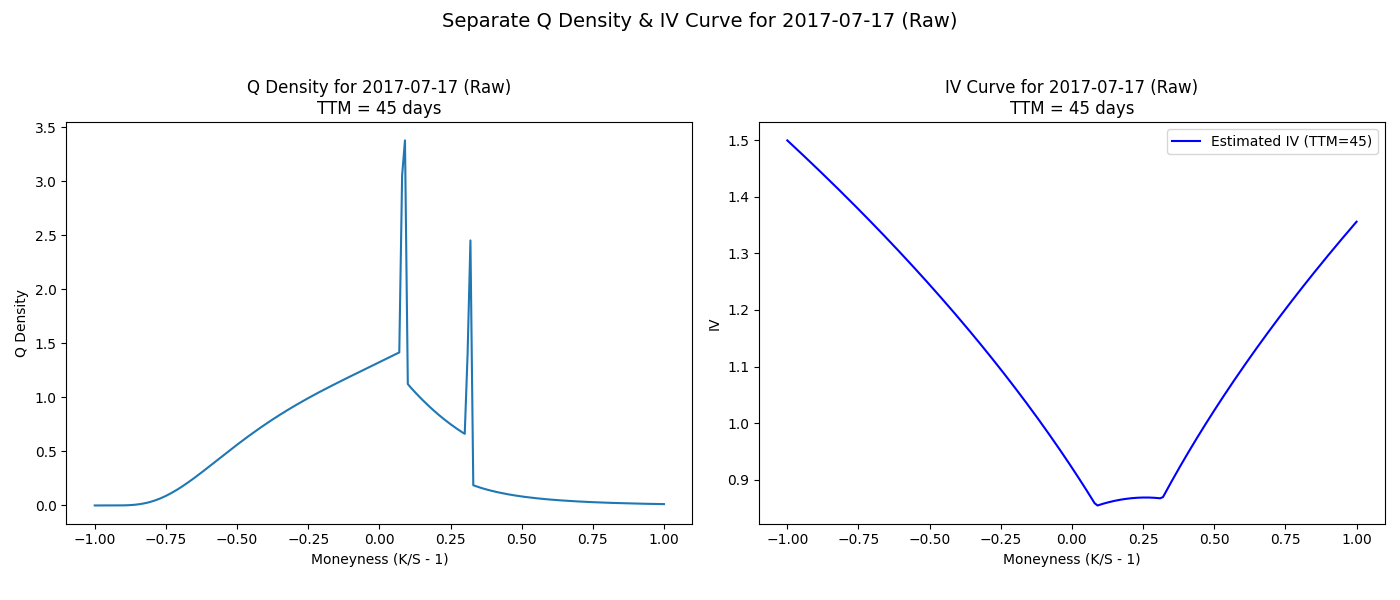 Separate Q Density & IV Curve for 2017-07-17 (Raw)
Q Density for 2017-07-17 (Raw)
TTM = 45 days
3.5
3.0
2.5
2.0
1.5
1.0
0.5
0.0
Q Density
−1.00 −0.75 −0.50 −0.25 0.00 0.25 0.50 0.75 1.00
Moneyness (K/S - 1)
IV Curve for 2017-07-17 (Raw)
TTM = 45 days
Estimated IV (TTM=45)
1.5
1.4
1.3
1.2
1.1
1.0
0.9
IV
−1.00 −0.75 −0.50 −0.25 0.00 0.25 0.50 0.75 1.00
Moneyness (K/S - 1)